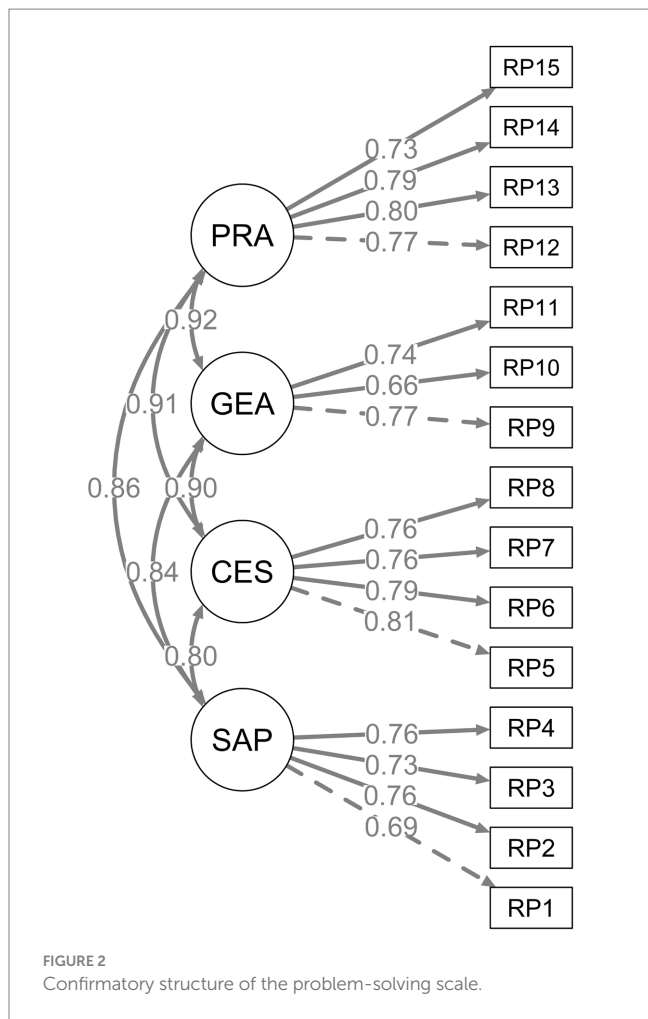 RP15
RP14
0.73
0.79
RP13
0.80
PRA
0.77
RP12
RP11
0.92
0.74
RP10
0.66
0.91
GEA
0.77
RP9
RP8
0.86
0.90
0.76
RP7
0.76
0.84
CES
0.79
RP6
0.81
RP5
0.80
RP4
SAP
0.76
0.73
RP3
0.76
0.69
RP2
RP1
FIGURE 2
Confirmatory structure of the problem-solving scale.